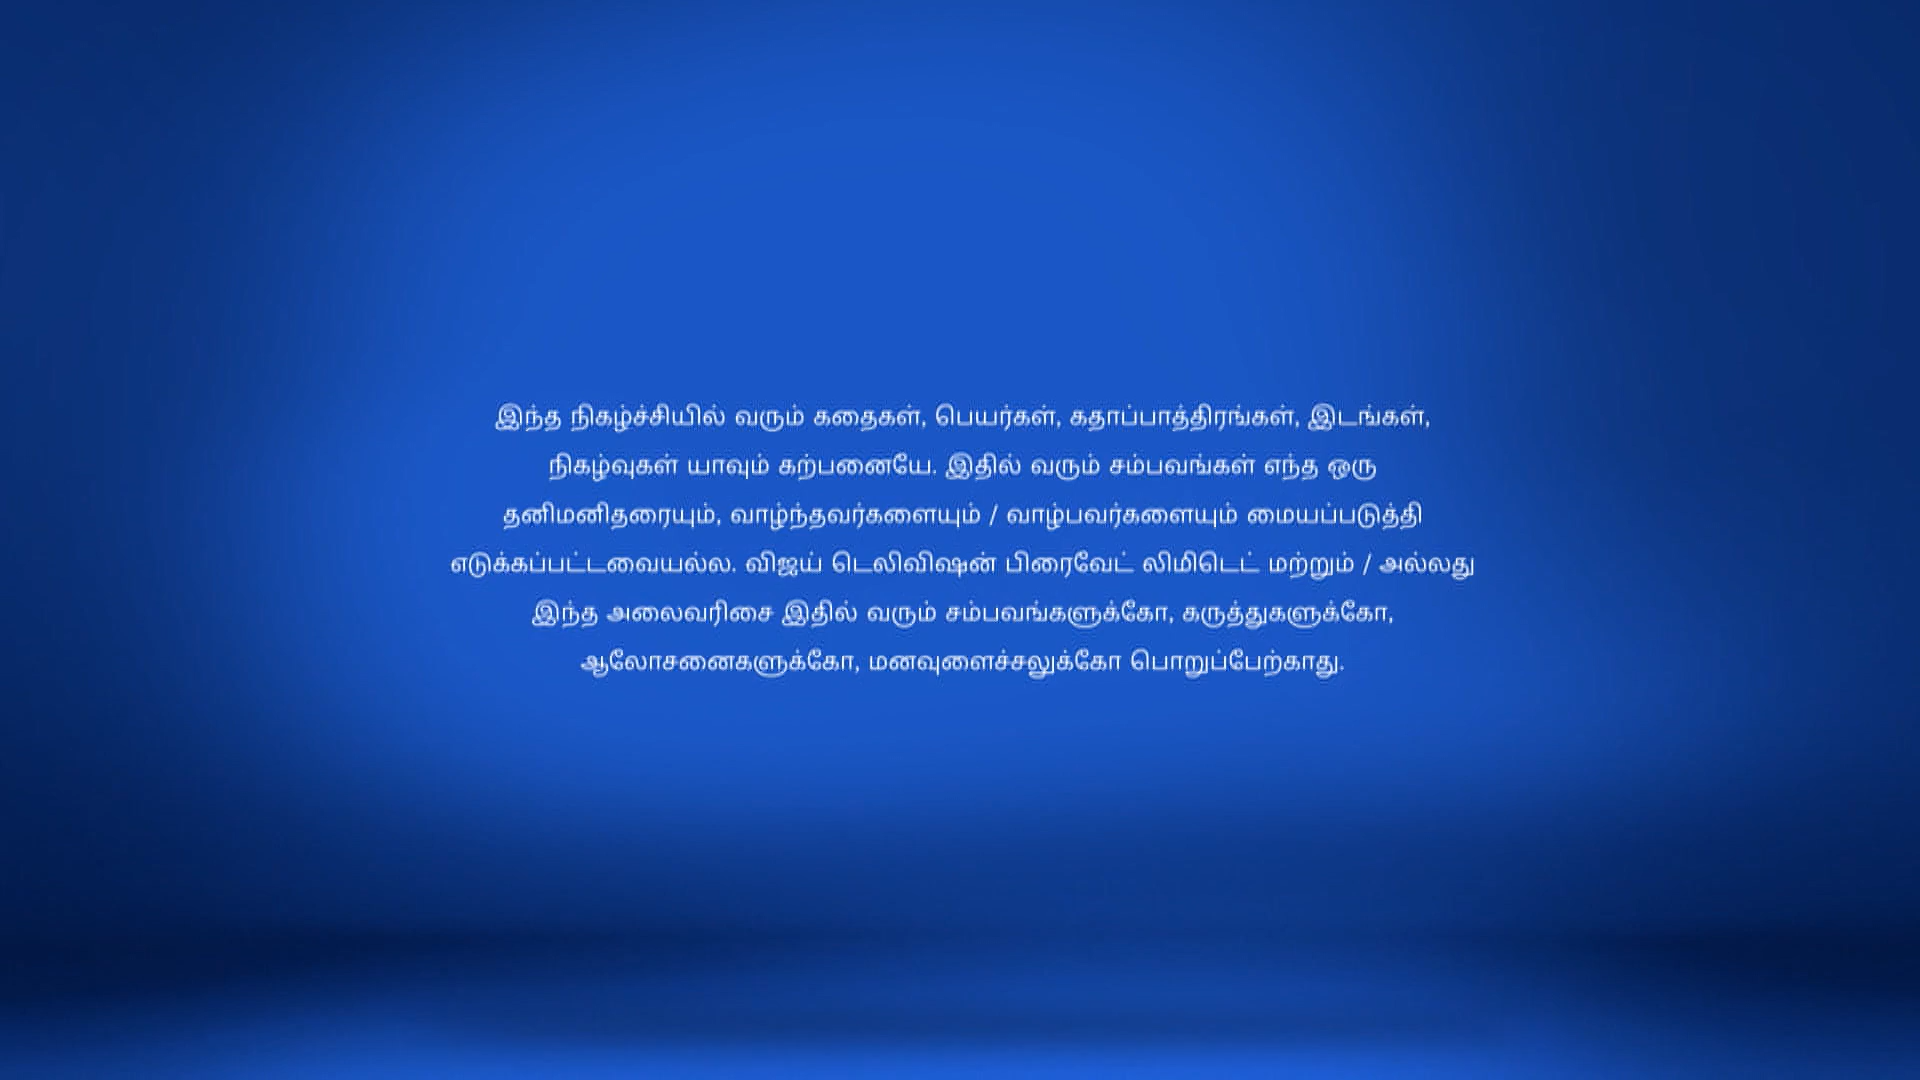 இந்த நிகழ்ச்சியில் வரும் கதைகள், பெயர்கள், கதாப்பாத்திரங்கள், இடங்கள்,
நிகழ்வுகள் யாவும் கற்பனையே. இதில் வரும் சம்பவங்கள் எந்த ஒரு
தனிமனிதரையும், வாழ்ந்தவர்களையும் / வாழ்பவர்களையும் மையப்படுத்தி
எடுக்கப்பட்டவையல்ல. விஜய் டெலிவிஷன் பிரைவேட் லிமிடெட் மற்றும் / அல்லது
இந்த அலைவரிசை இதில் வரும் சம்பவங்களுக்கோ, கருத்துகளுக்கோ,
ஆலோசனைகளுக்கோ, மனவுளைச்சலுக்கோ பொறுப்பேற்காது.